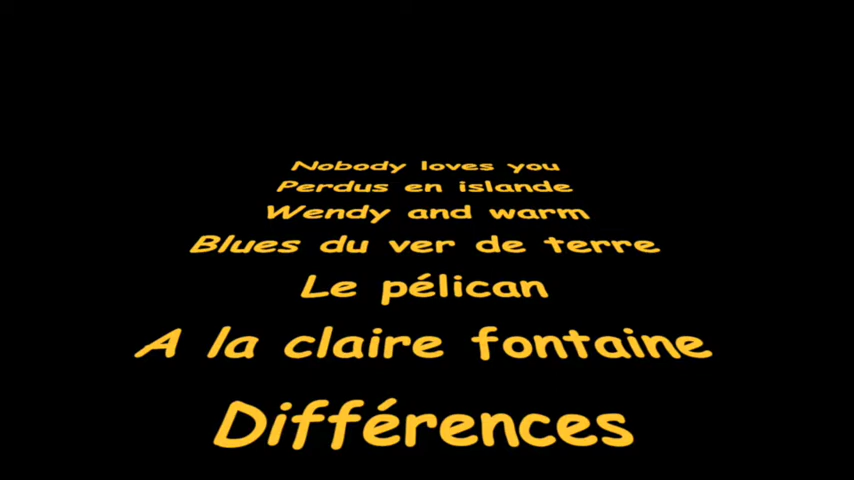 Nobody loves you
Perdus en islande
Wendy and warm
Blues du ver de terre
Le pélican
A la claire fontaine
Différences